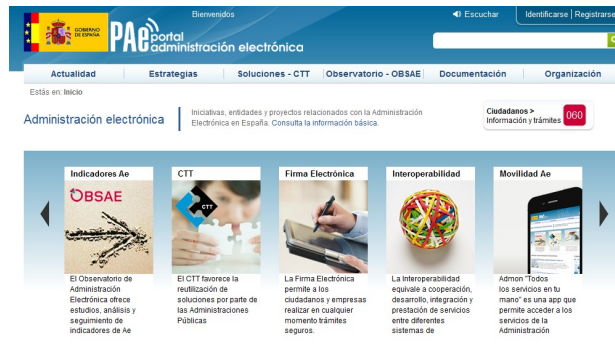 Bienvenidos
Escuchar
Identificarse | Registrarse
GOBIERNO
DE ESPAÑA
PAe portal
administración electrónica
Actualidad
Estrategias
Soluciones - CTT
Observatorio - OBSAE
Documentación
Organización
Estás en: Inicio
Administración electrónica
Iniciativas, entidades y proyectos relacionados con la Administración
Electrónica en España. Consulta la información básica.
Ciudadanos >
Información y trámites
060
Indicadores Ae
OBSAE
El Observatorio de
Administración
Electrónica ofrece
estudios, análisis y
seguimiento de
indicadores de Ae
CTT
CTT
El CTT favorece la
reutilización de
soluciones por parte de
las Administraciones
Públicas
Firma Electrónica
La Firma Electrónica
permite a los
ciudadanos y empresas
realizar en cualquier
momento trámites
seguros.
Interoperabilidad
La Interoperabilidad
equivale a cooperación,
desarrollo, integración y
prestación de servicios
entre diferentes
sistemas de
Movilidad Ae
Admon "Todos
los servicios en tu
mano" es una app que
permite acceder a los
servicios de la
Administración